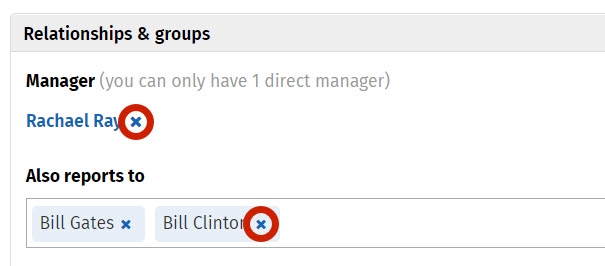 Relationships & groups
Manager (you can only have 1 direct manager)
Rachael Ray ×
Also reports to
Bill Gates × Bill Clinton ×